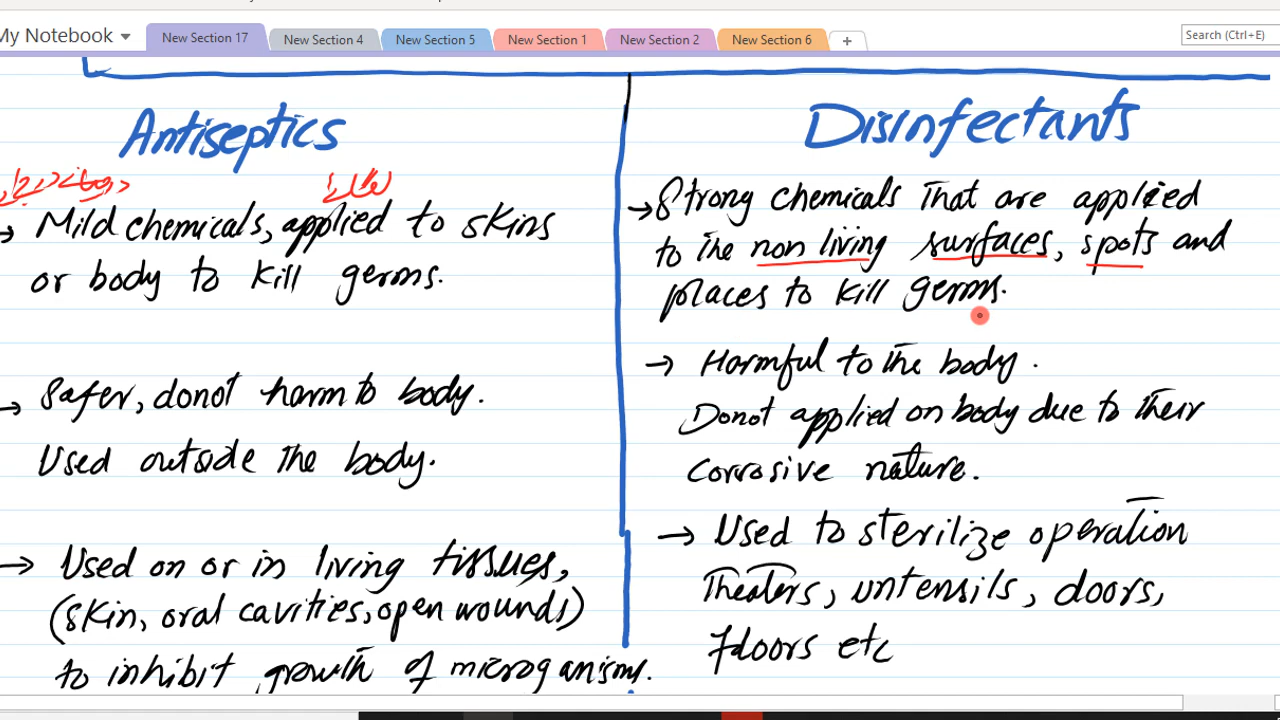 My Notebook
New Section 17
New Section 4
New Section 5
New Section 1
New Section 2
New Section 6
+
Search (Ctrl+E)
Antiseptics
Mild chemicals, applied to skins
or body to kill germs.
Safer, donot harm to body.
Used outside the body.
Used on or in living tissues,
(skin, oral cavities, open wounds)
to inhibit growth of microganisms.
Disinfectants
Strong chemicals that are applied
to the non living surfaces, spots and
places to kill germs.
Harmful to the body.
Donot applied on body due to their
corrosive nature.
Used to sterilize operation
Theaters, untensils, doors,
floors etc